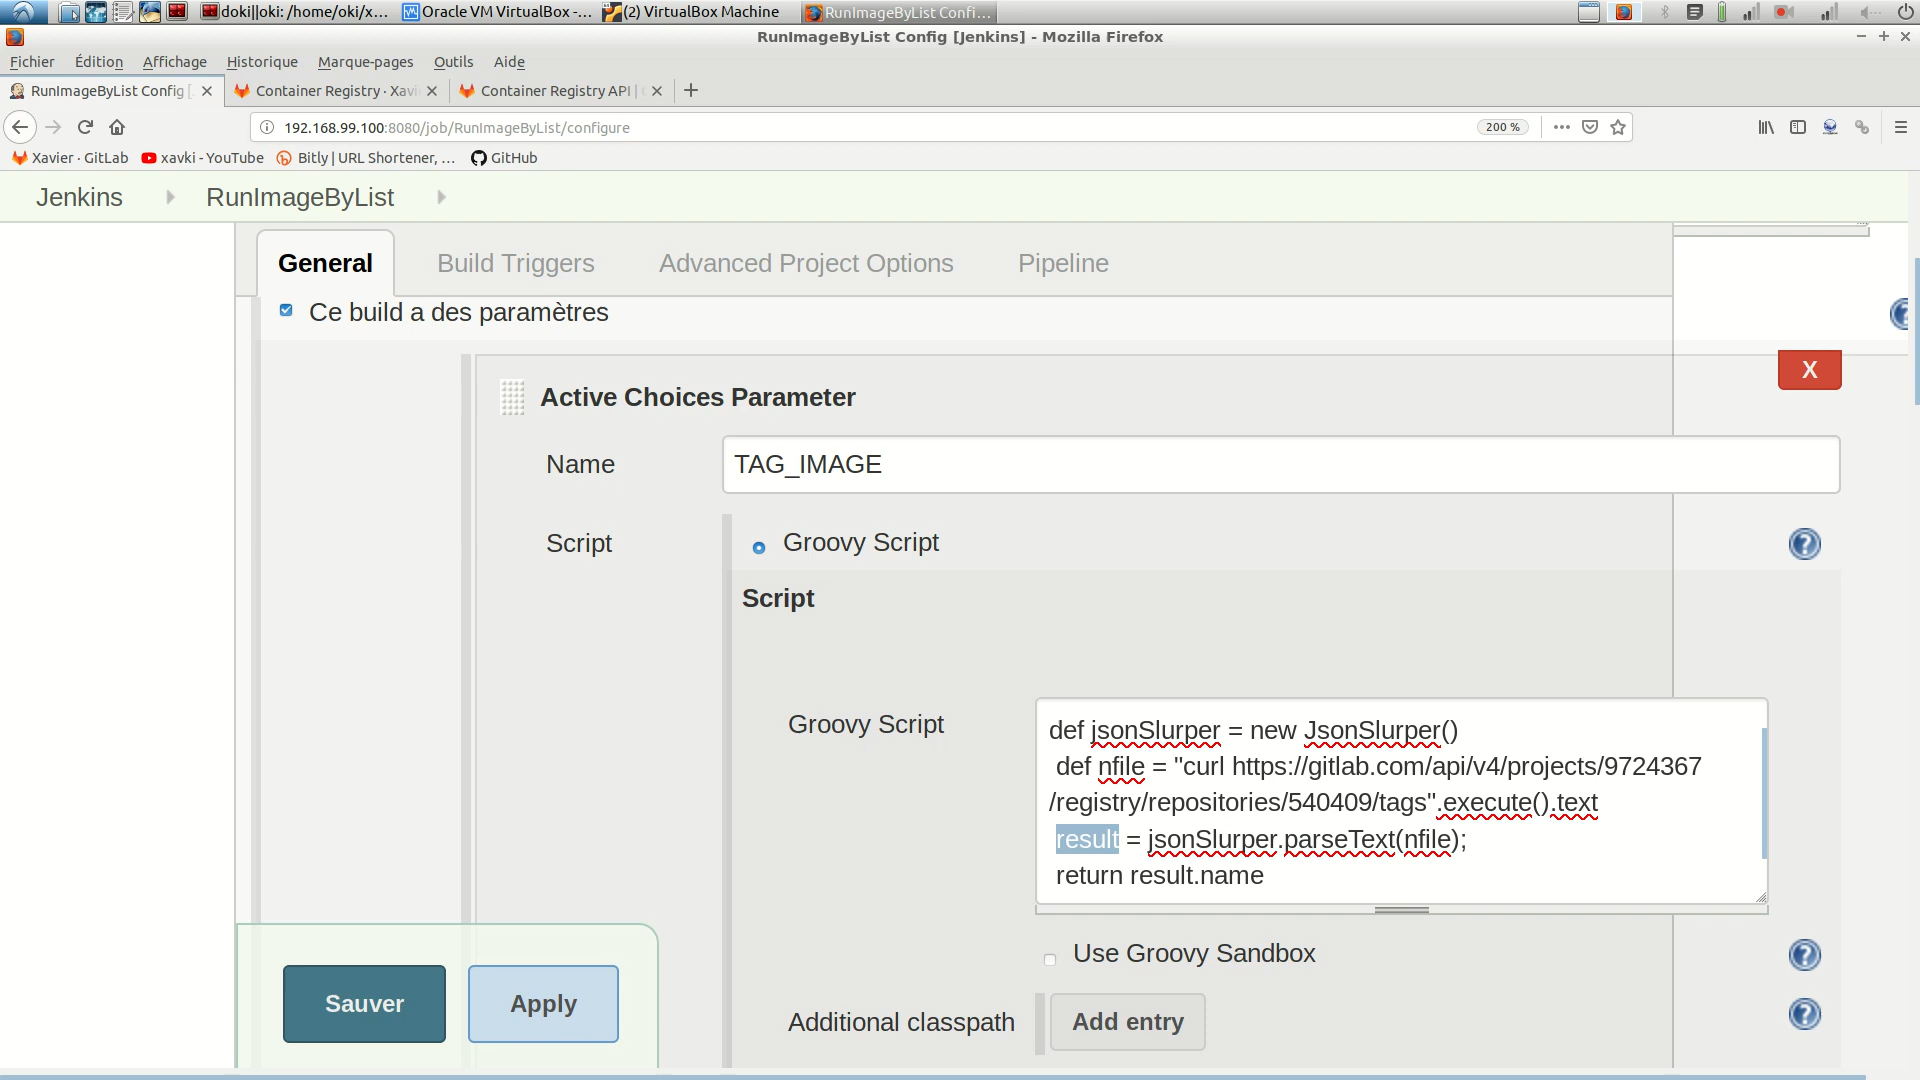 doki||oki: /home/oki/x...
Oracle VM VirtualBox -...
(2) VirtualBox Machine
RunImageByList Confi...
RunImageByList Config [Jenkins] - Mozilla Firefox
Fichier Édition Affichage Historique Marque-pages Outils Aide
RunImageByList Config [
Container Registry · Xavi
Container Registry API |
192.168.99.100:8080/job/RunImageByList/configure
200 %
Xavier · GitLab
xavki - YouTube
Bitly | URL Shortener, ...
GitHub
Jenkins
RunImageByList
General
Build Triggers
Advanced Project Options
Pipeline
Ce build a des paramètres
X
Active Choices Parameter
Name
TAG_IMAGE
Script
Groovy Script
?
Script
Groovy Script
def jsonSlurper = new JsonSlurper()
def nfile = "curl https://gitlab.com/api/v4/projects/9724367
/registry/repositories/540409/tags".execute().text
result = jsonSlurper.parseText(nfile);
return result.name
Use Groovy Sandbox
?
Sauver
Apply
Additional classpath
Add entry
?